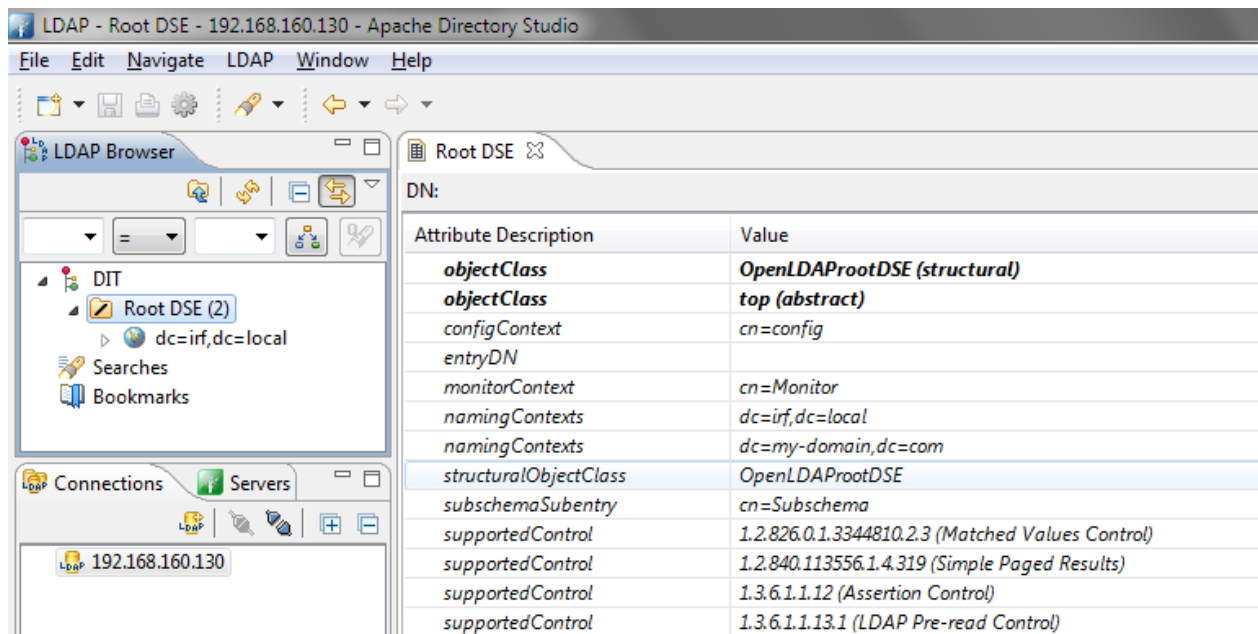 LDAP - Root DSE - 192.168.160.130 - Apache Directory Studio
File Edit Navigate LDAP Window Help
LDAP Browser
=
DIT
Root DSE (2)
dc=irf,dc=local
Searches
Bookmarks
Connections Servers
LDAP
192.168.160.130
Root DSE
DN:
Attribute Description Value
objectClass OpenLDAProotDSE (structural)
objectClass top (abstract)
configContext cn=config
entryDN
monitorContext cn=Monitor
namingContexts dc=irf,dc=local
namingContexts dc=my-domain,dc=com
structuralObjectClass OpenLDAProotDSE
subschemaSubentry cn=Subschema
supportedControl 1.2.826.0.1.3344810.2.3 (Matched Values Control)
supportedControl 1.2.840.113556.1.4.319 (Simple Paged Results)
supportedControl 1.3.6.1.1.12 (Assertion Control)
supportedControl 1.3.6.1.1.13.1 (LDAP Pre-read Control)